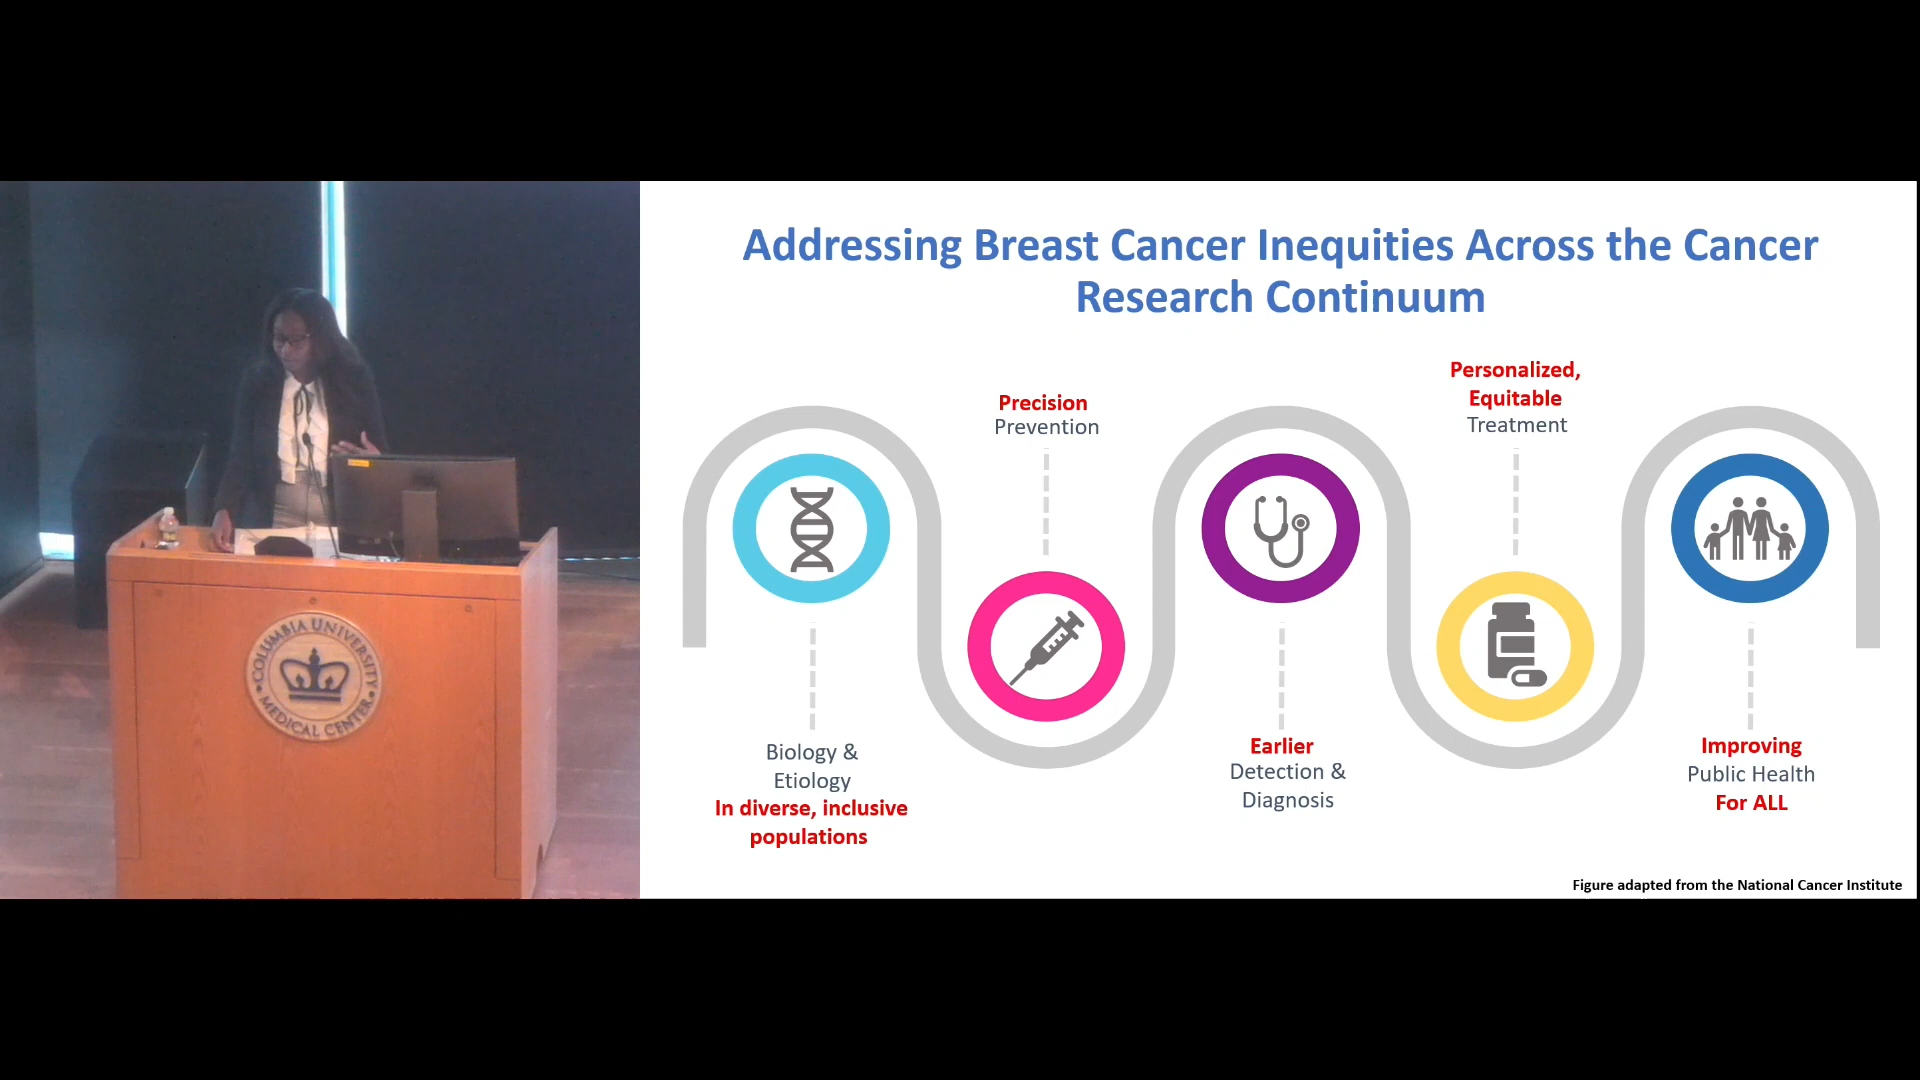 Addressing Breast Cancer Inequities Across the Cancer
Research Continuum
Biology &
Etiology
In diverse, inclusive
populations
Precision
Prevention
Earlier
Detection &
Diagnosis
Personalized,
Equitable
Treatment
Improving
Public Health
For ALL
Figure adapted from the National Cancer Institute
COLUMBIA UNIVERSITY
MEDICAL CENTER